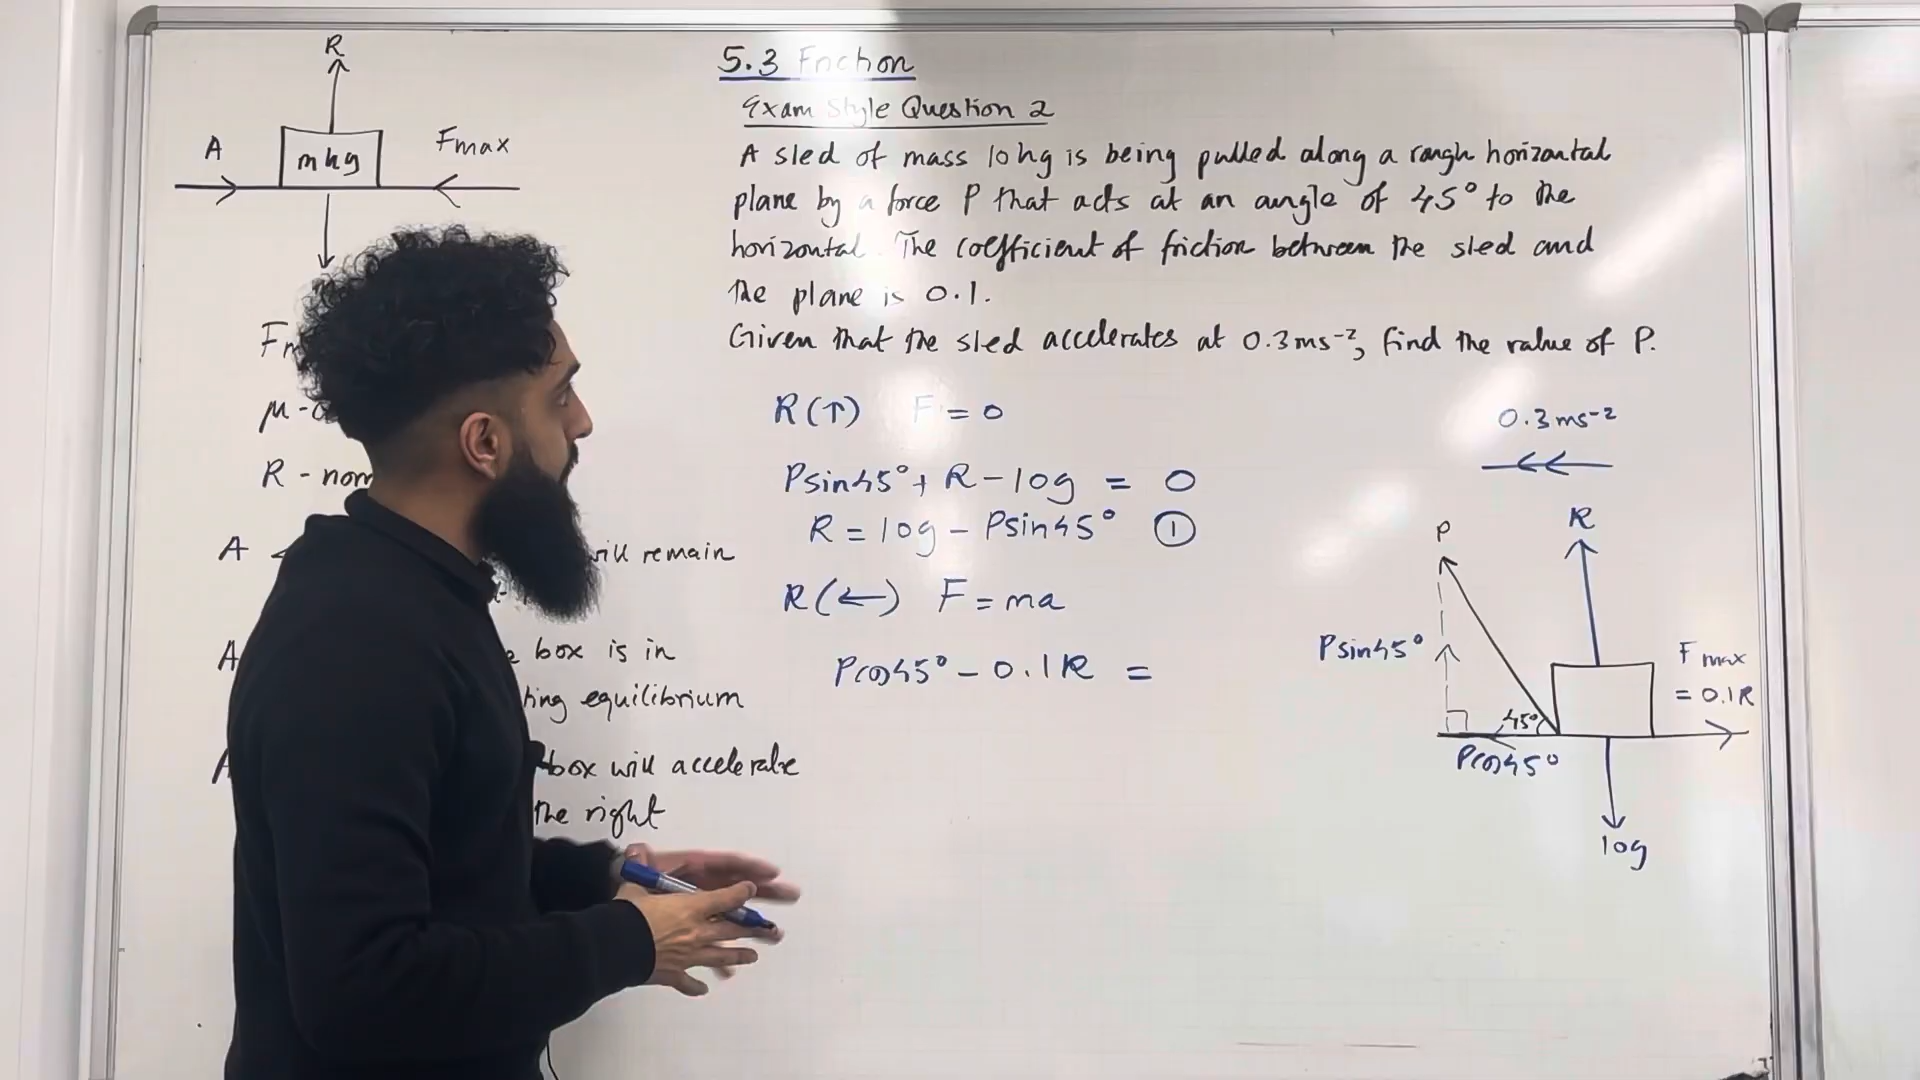 R
A
m kg
Fmax
μ -
R -
A
will remain
A
box is in
equilibrium
box will accelerate
the right
5.3 Friction
Exam Style Question 2
A sled of mass 10kg is being pulled along a rough horizontal
plane by a force P that acts at an angle of 45° to the
horizontal. The coefficient of friction between the sled and
the plane is 0.1.
Given that the sled accelerates at 0.3ms⁻², find the value of P.
R(↑) F = 0
Psin45° + R - 10g = 0
R = 10g - Psin45° ①
R(←) F = ma
Pcos45° - 0.1R =
0.3ms⁻²
P
R
Psin45°
Fmax
= 0.1R
45°
Pcos45°
10g